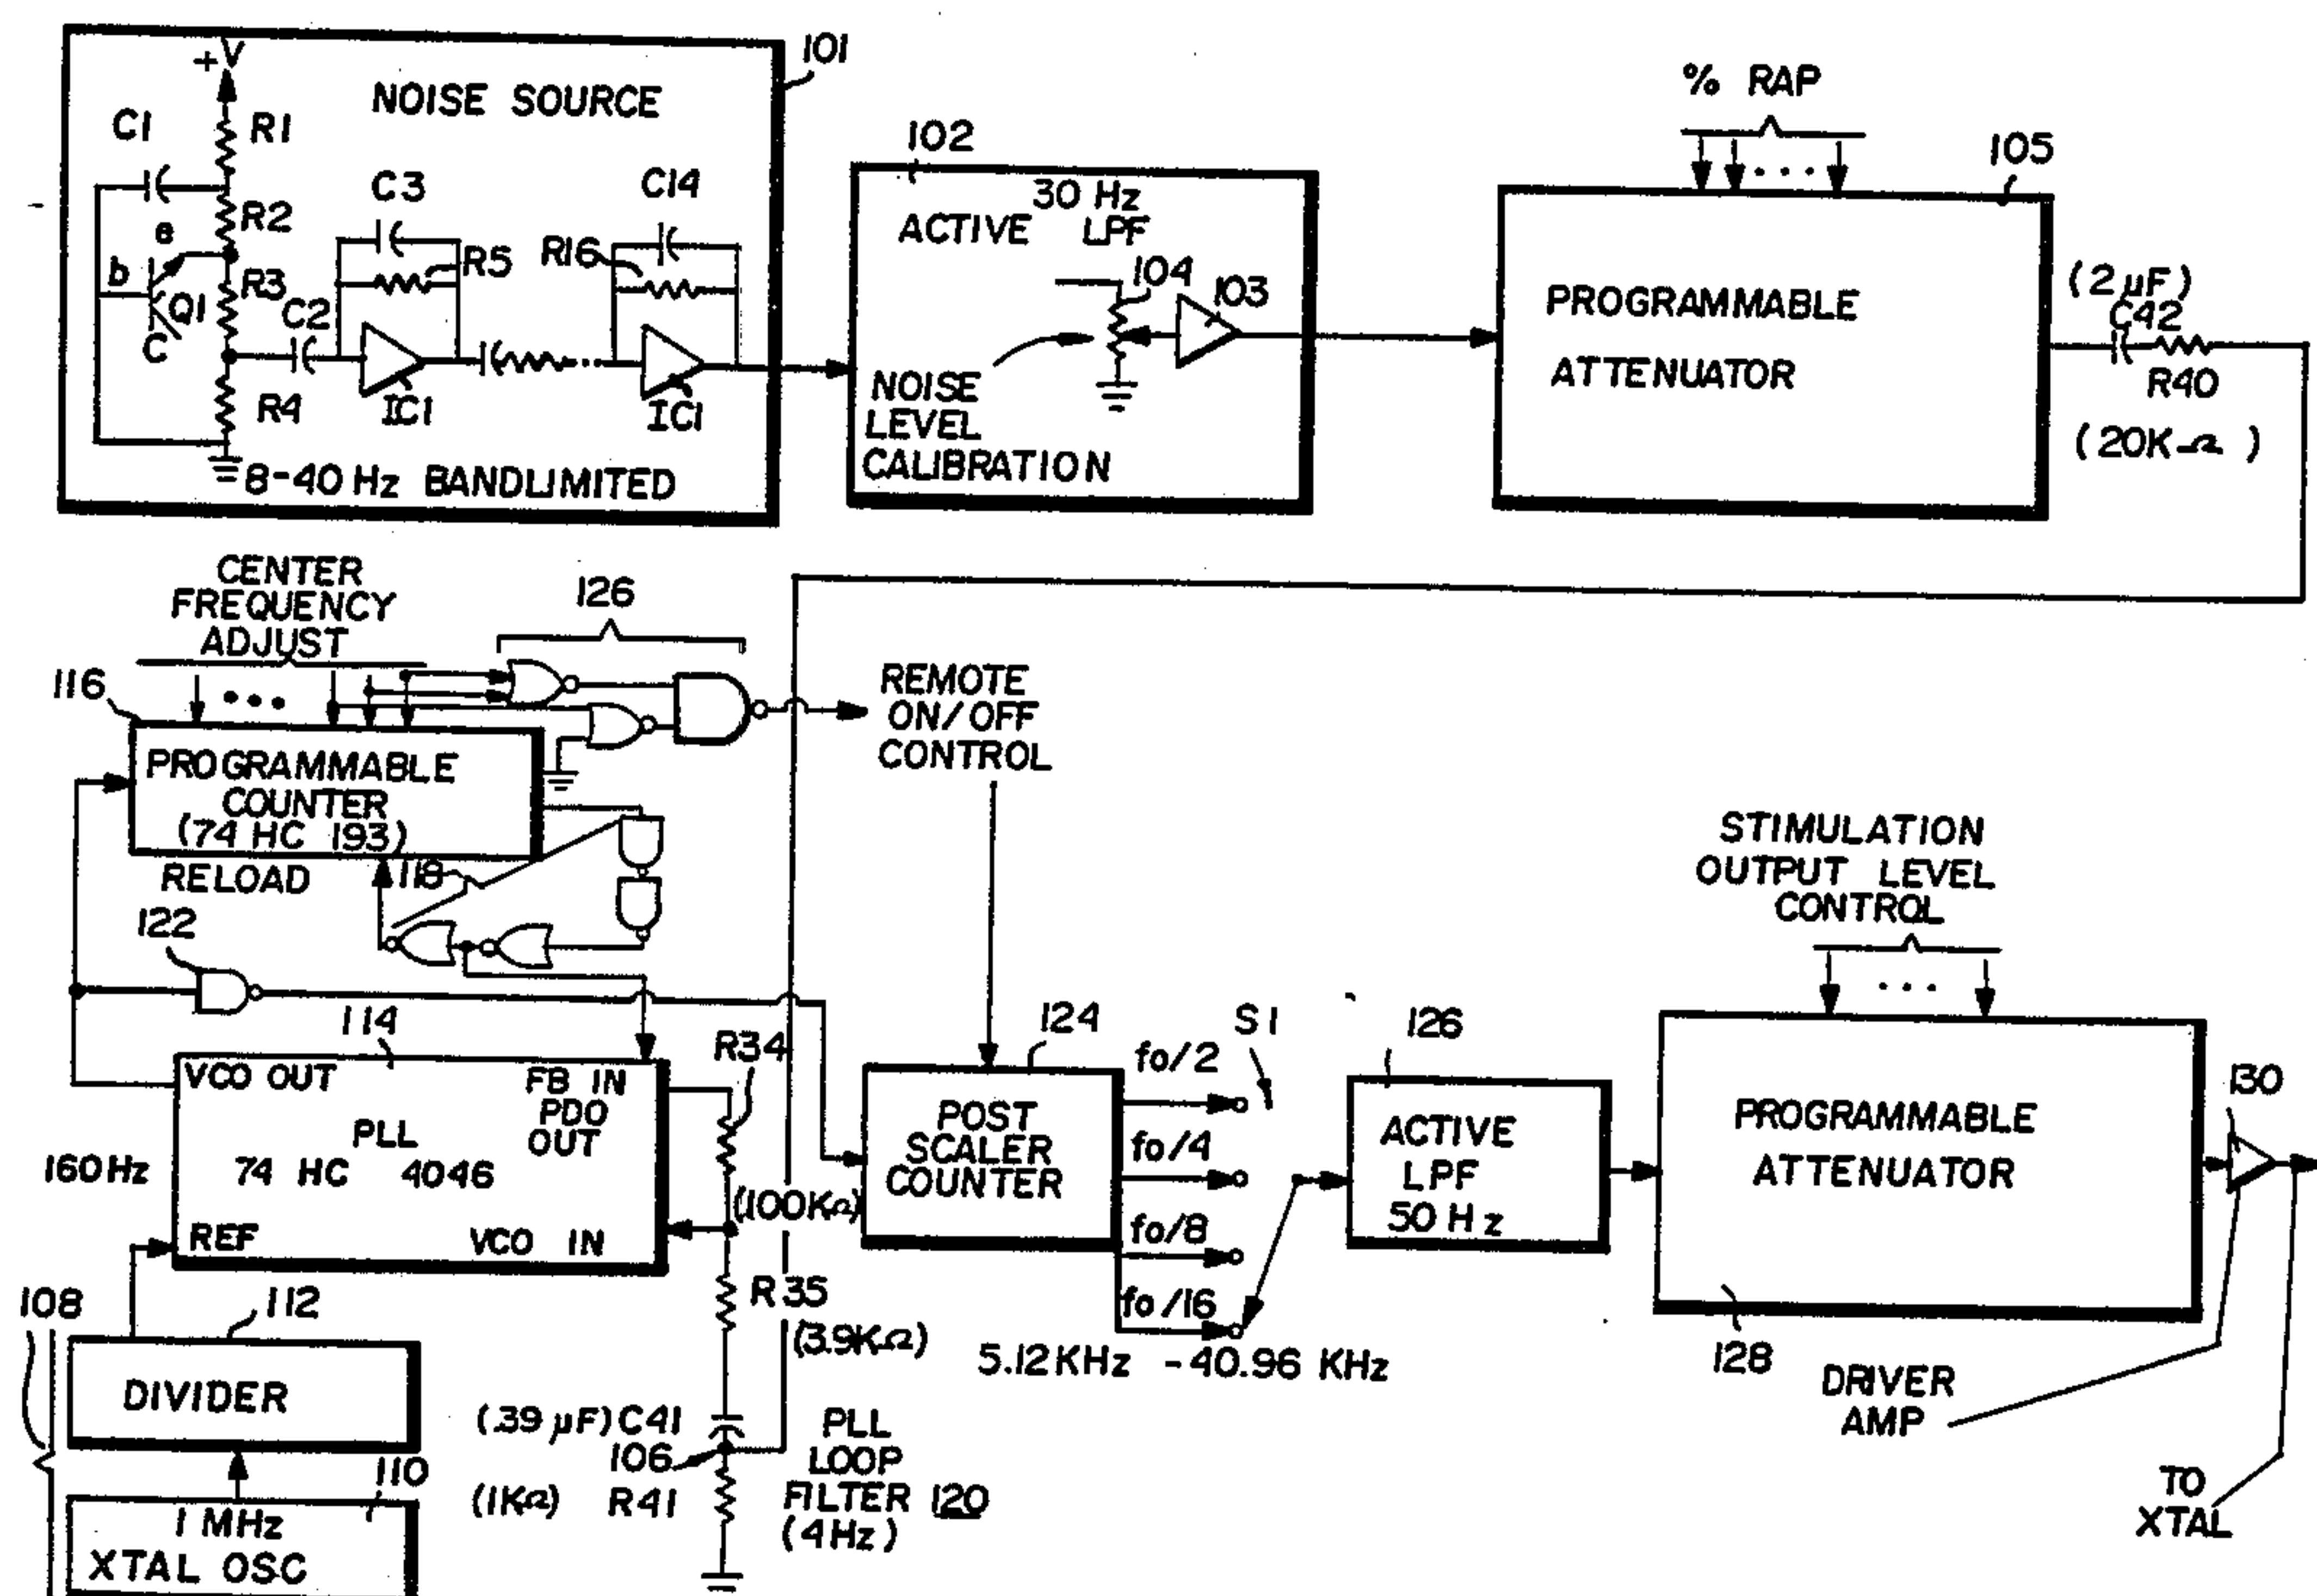 101
+V
NOISE SOURCE
C1
R1
C3
C14
R2
e
b
Q1
R3
C2
R5
R16
C
R4
IC1
IC1
8-40 Hz BANDLIMITED
102
30 Hz
ACTIVE LPF
104
103
NOISE
LEVEL
CALIBRATION
% RAP
105
PROGRAMMABLE
ATTENUATOR
(2 µF)
C42
R40
(20K Ω)
CENTER
FREQUENCY
ADJUST
126
116
PROGRAMMABLE
COUNTER
(74 HC 193)
RELOAD
118
122
REMOTE
ON/OFF
CONTROL
114
VCO OUT
FB IN
PDO
OUT
PLL
74 HC 4046
160Hz
REF
VCO IN
R34
(100KΩ)
R35
(3.9KΩ)
108
112
DIVIDER
110
1 MHz
XTAL OSC
(.39 µF) C41
106
(1KΩ) R41
PLL
LOOP
FILTER 120
(4Hz)
124
POST
SCALER
COUNTER
fo/2
fo/4
fo/8
fo/16
S1
5.12KHz - 40.96 KHz
126
ACTIVE
LPF
50 Hz
STIMULATION
OUTPUT LEVEL
CONTROL
PROGRAMMABLE
ATTENUATOR
128
130
DRIVER
AMP
TO
XTAL